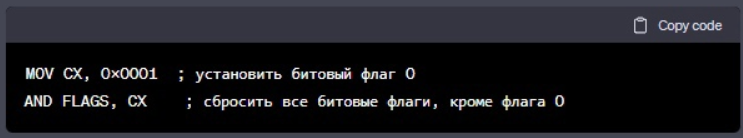 Copy code
MOV CX, 0x0001 ; установить битовый флаг 0
AND FLAGS, CX ; сбросить все битовые флаги, кроме флага 0